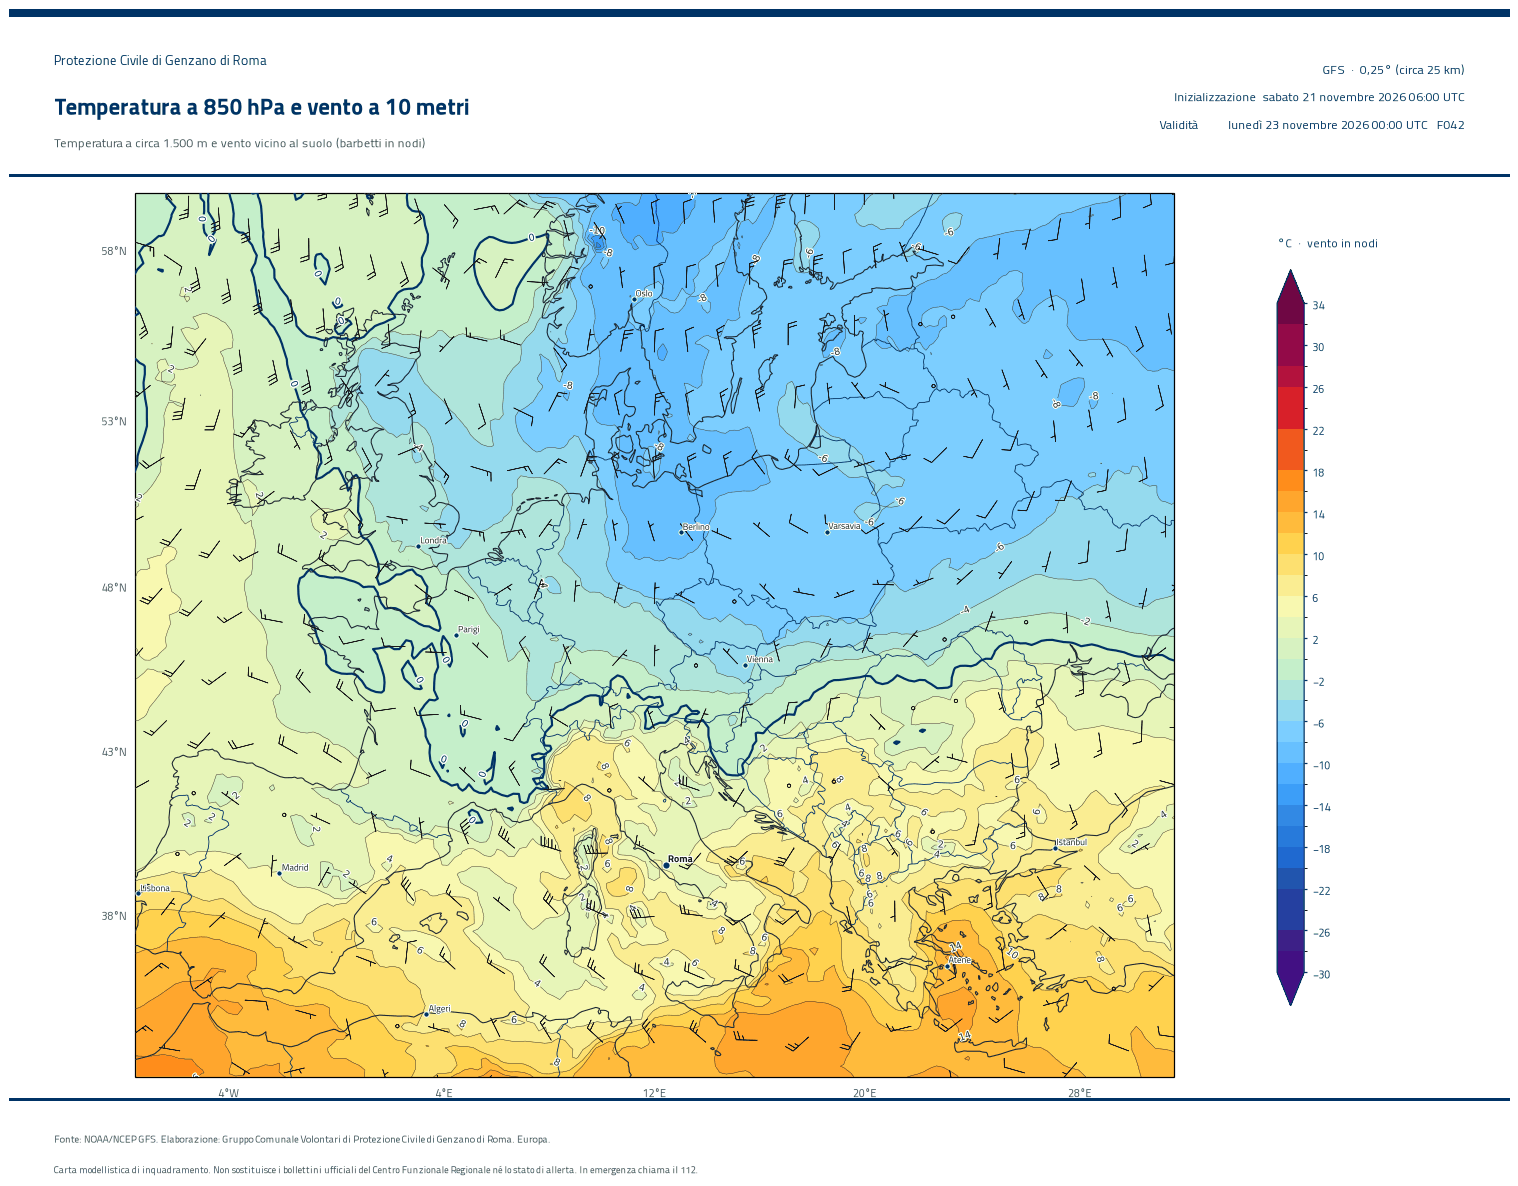 Protezione Civile di Genzano di Roma
Temperatura a 850 hPa e vento a 10 metri
Temperatura a circa 1.500 m e vento vicino al suolo (barbetti in nodi)
GFS · 0,25° (circa 25 km)
Inizializzazione sabato 21 novembre 2026 06:00 UTC
Validità lunedì 23 novembre 2026 00:00 UTC F042
°C · vento in nodi
34
30
26
22
18
14
10
6
2
−2
−6
−10
−14
−18
−22
−26
−30
58°N
53°N
48°N
43°N
38°N
4°W
4°E
12°E
20°E
28°E
Oslo
Berlino
Varsavia
Londra
Parigi
Vienna
Roma
Madrid
Lisbona
Istanbul
Atene
Algeri
Fonte: NOAA/NCEP GFS. Elaborazione: Gruppo Comunale Volontari di Protezione Civile di Genzano di Roma. Europa.
Carta modellistica di inquadramento. Non sostituisce i bollettini ufficiali del Centro Funzionale Regionale né lo stato di allerta. In emergenza chiama il 112.